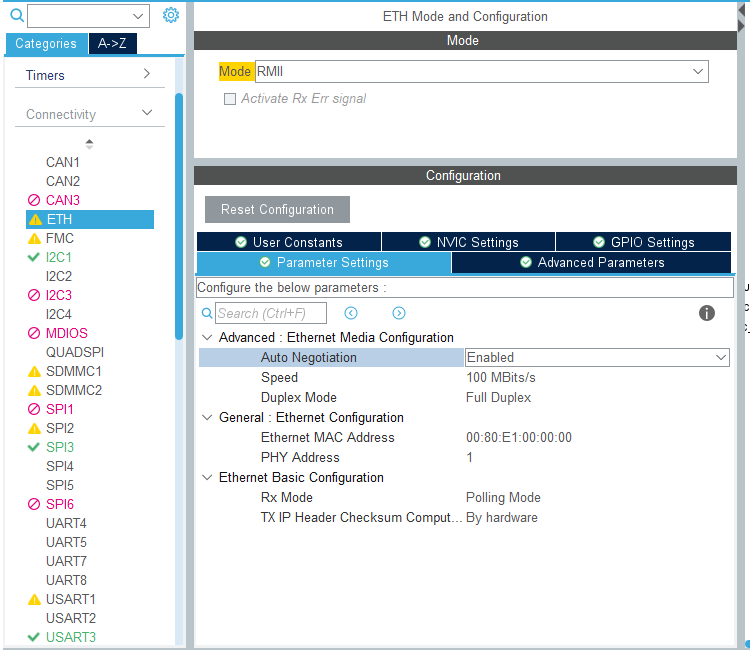 ETH Mode and Configuration
Categories A->Z
Timers
Connectivity
CAN1
CAN2
CAN3
ETH
FMC
I2C1
I2C2
I2C3
I2C4
MDIOS
QUADSPI
SDMMC1
SDMMC2
SPI1
SPI2
SPI3
SPI4
SPI5
SPI6
UART4
UART5
UART7
UART8
USART1
USART2
USART3
Mode
Mode RMII
Activate Rx Err signal
Configuration
Reset Configuration
User Constants NVIC Settings GPIO Settings
Parameter Settings Advanced Parameters
Configure the below parameters :
Search (Ctrl+F)
Advanced : Ethernet Media Configuration
Auto Negotiation Enabled
Speed 100 MBits/s
Duplex Mode Full Duplex
General : Ethernet Configuration
Ethernet MAC Address 00:80:E1:00:00:00
PHY Address 1
Ethernet Basic Configuration
Rx Mode Polling Mode
TX IP Header Checksum Comput... By hardware